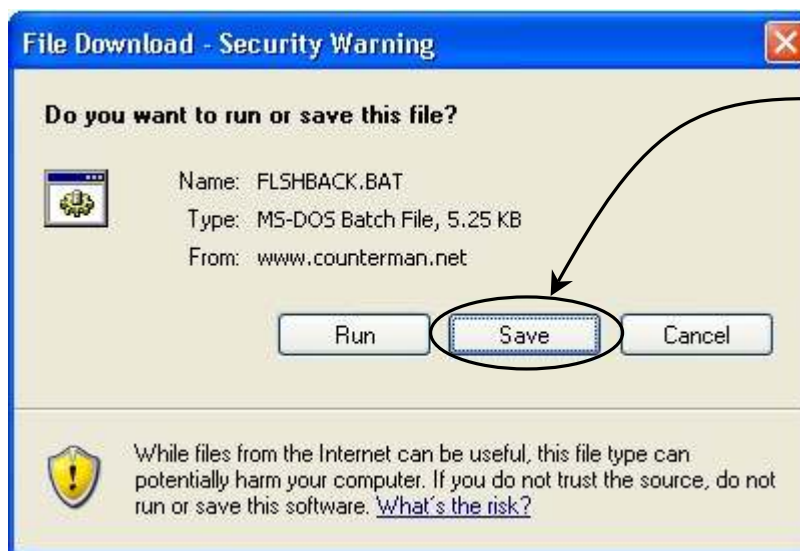 File Download - Security Warning
Do you want to run or save this file?
Name: FLSHBACK.BAT
Type: MS-DOS Batch File, 5.25 KB
From: www.counterman.net
Run Save Cancel
While files from the Internet can be useful, this file type can
potentially harm your computer. If you do not trust the source, do not
run or save this software. What's the risk?